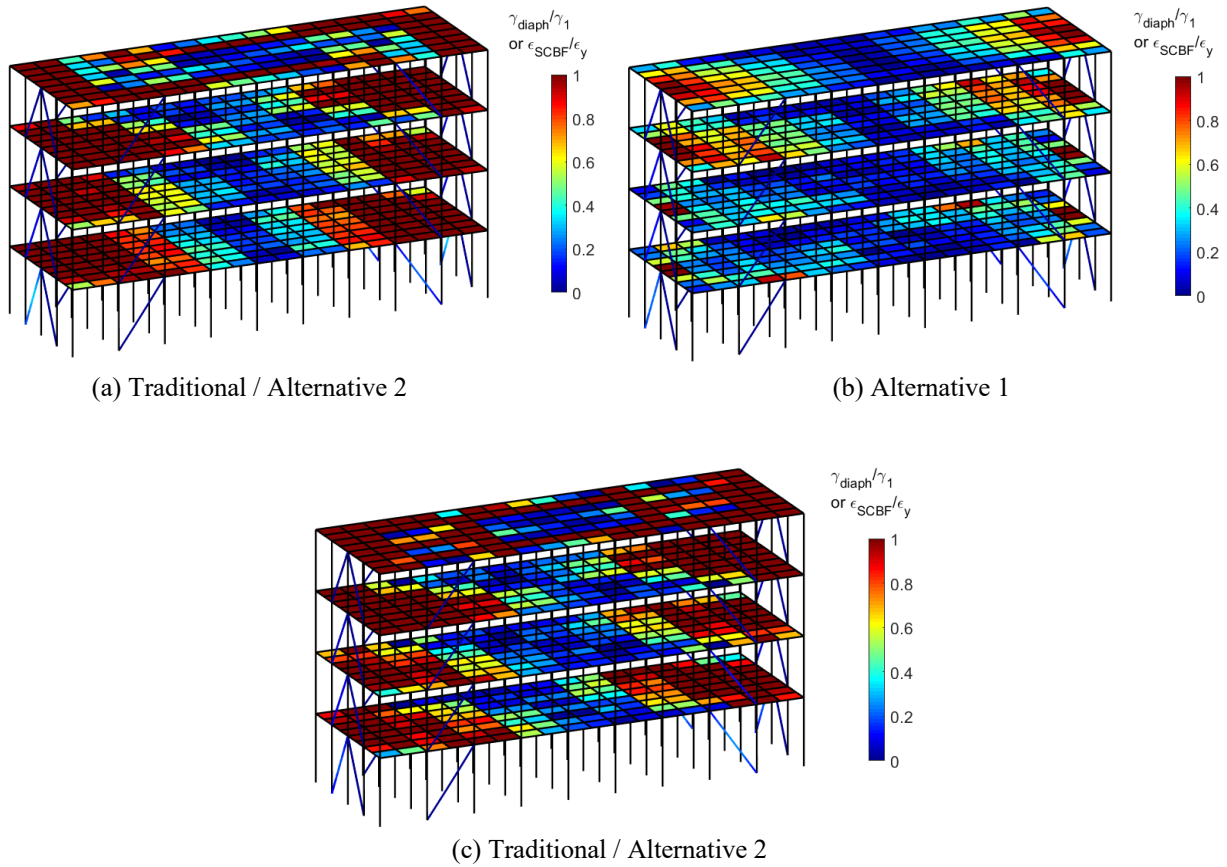 γdiaph/γ1
or ϵSCBF/ϵy
1
0.8
0.6
0.4
0.2
0
(a) Traditional / Alternative 2
γdiaph/γ1
or ϵSCBF/ϵy
1
0.8
0.6
0.4
0.2
0
(b) Alternative 1
γdiaph/γ1
or ϵSCBF/ϵy
1
0.8
0.6
0.4
0.2
0
(c) Traditional / Alternative 2